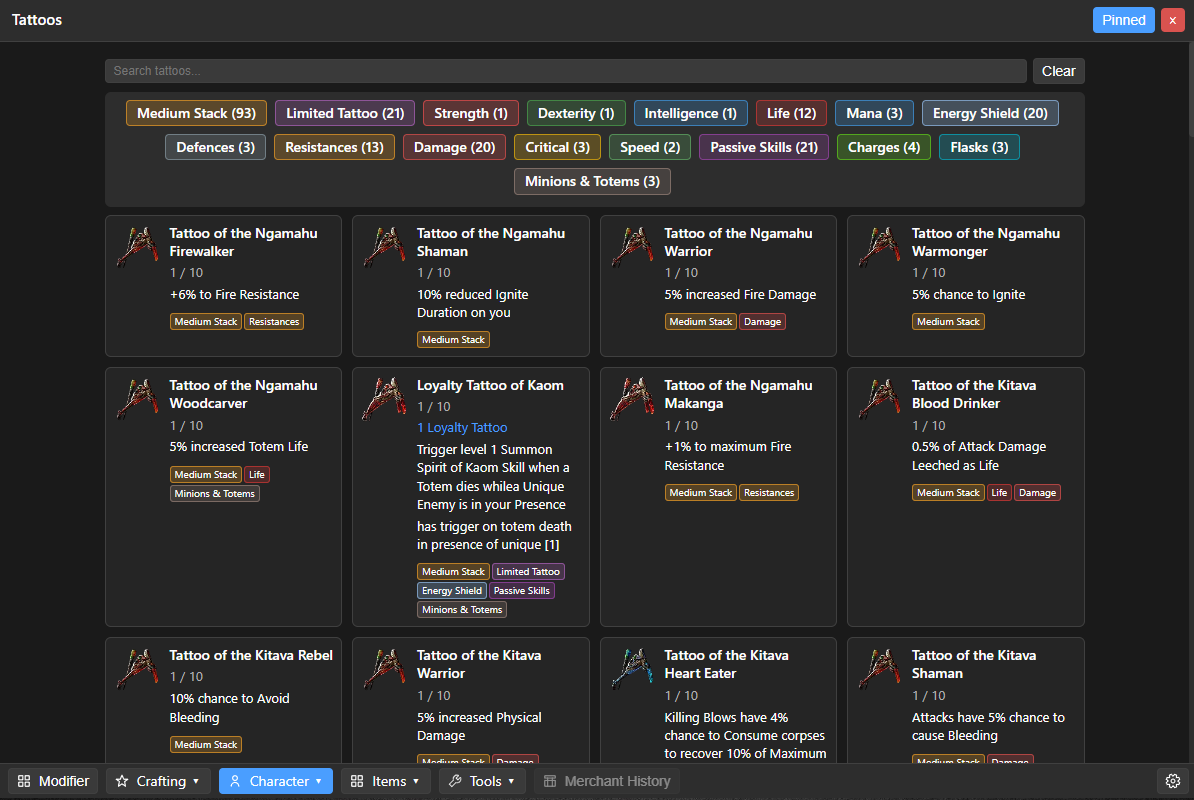 Tattoos
Pinned
x
Search tattoos...
Clear
Medium Stack (93)
Limited Tattoo (21)
Strength (1)
Dexterity (1)
Intelligence (1)
Life (12)
Mana (3)
Energy Shield (20)
Defences (3)
Resistances (13)
Damage (20)
Critical (3)
Speed (2)
Passive Skills (21)
Charges (4)
Flasks (3)
Minions & Totems (3)
Tattoo of the Ngamahu
Firewalker
1 / 10
+6% to Fire Resistance
Medium Stack
Resistances
Tattoo of the Ngamahu
Shaman
1 / 10
10% reduced Ignite
Duration on you
Medium Stack
Tattoo of the Ngamahu
Warrior
1 / 10
5% increased Fire Damage
Medium Stack
Damage
Tattoo of the Ngamahu
Warmonger
1 / 10
5% chance to Ignite
Medium Stack
Tattoo of the Ngamahu
Woodcarver
1 / 10
5% increased Totem Life
Medium Stack
Life
Minions & Totems
Loyalty Tattoo of Kaom
1 / 10
1 Loyalty Tattoo
Trigger level 1 Summon
Spirit of Kaom Skill when a
Totem dies whilea Unique
Enemy is in your Presence
has trigger on totem death
in presence of unique [1]
Medium Stack
Limited Tattoo
Energy Shield
Passive Skills
Minions & Totems
Tattoo of the Ngamahu
Makanga
1 / 10
+1% to maximum Fire
Resistance
Medium Stack
Resistances
Tattoo of the Kitava
Blood Drinker
1 / 10
0.5% of Attack Damage
Leeched as Life
Medium Stack
Life
Damage
Tattoo of the Kitava Rebel
1 / 10
10% chance to Avoid
Bleeding
Medium Stack
Tattoo of the Kitava
Warrior
1 / 10
5% increased Physical
Damage
Medium Stack
Damage
Tattoo of the Kitava
Heart Eater
1 / 10
Killing Blows have 4%
chance to Consume corpses
to recover 10% of Maximum
Tattoo of the Kitava
Shaman
1 / 10
Attacks have 5% chance to
cause Bleeding
Medium Stack
Damage
Modifier
Crafting
Character
Items
Tools
Merchant History